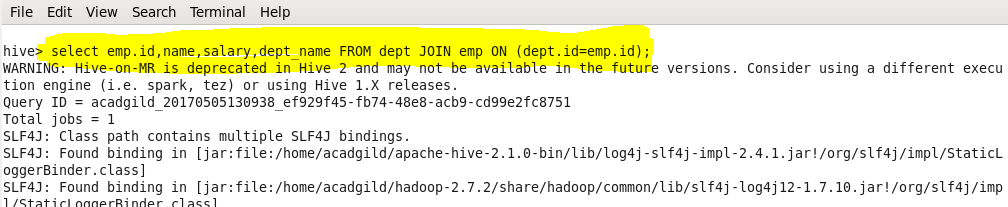 File Edit View Search Terminal Help
hive> select emp.id,name,salary,dept_name FROM dept JOIN emp ON (dept.id=emp.id);
WARNING: Hive-on-MR is deprecated in Hive 2 and may not be available in the future versions. Consider using a different execu
tion engine (i.e. spark, tez) or using Hive 1.X releases.
Query ID = acadgild_20170505130938_ef929f45-fb74-48e8-acb9-cd99e2fc8751
Total jobs = 1
SLF4J: Class path contains multiple SLF4J bindings.
SLF4J: Found binding in [jar:file:/home/acadgild/apache-hive-2.1.0-bin/lib/log4j-slf4j-impl-2.4.1.jar!/org/slf4j/impl/StaticL
oggerBinder.class]
SLF4J: Found binding in [jar:file:/home/acadgild/hadoop-2.7.2/share/hadoop/common/lib/slf4j-log4j12-1.7.10.jar!/org/slf4j/imp
l/StaticLoggerBinder.class]